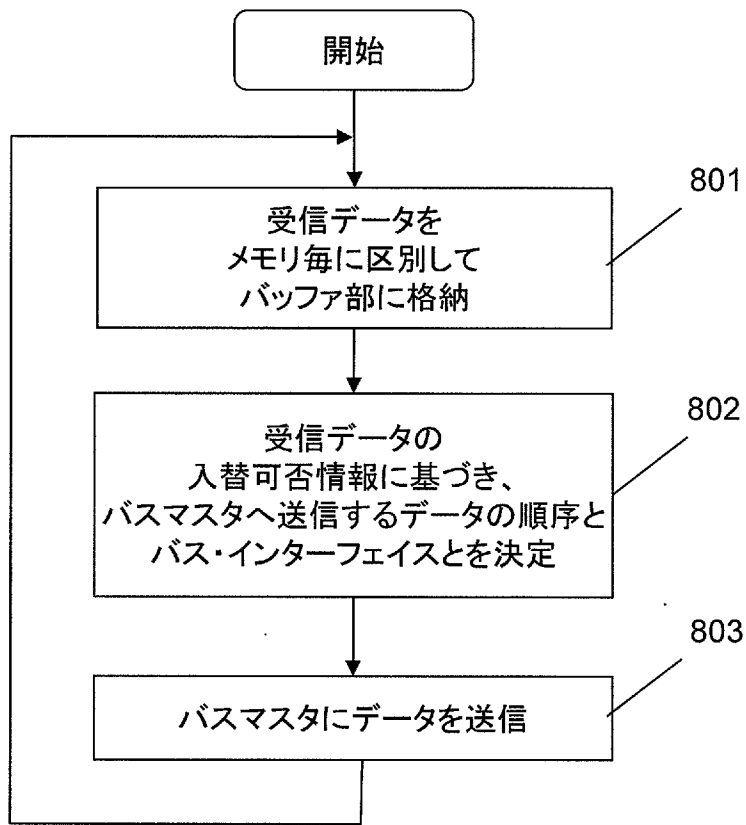 開始
801
受信データを
メモリ毎に区別して
バッファ部に格納
802
受信データの
入替可否情報に基づき、
バスマスタへ送信するデータの順序と
バス・インターフェイスとを決定
803
バスマスタにデータを送信